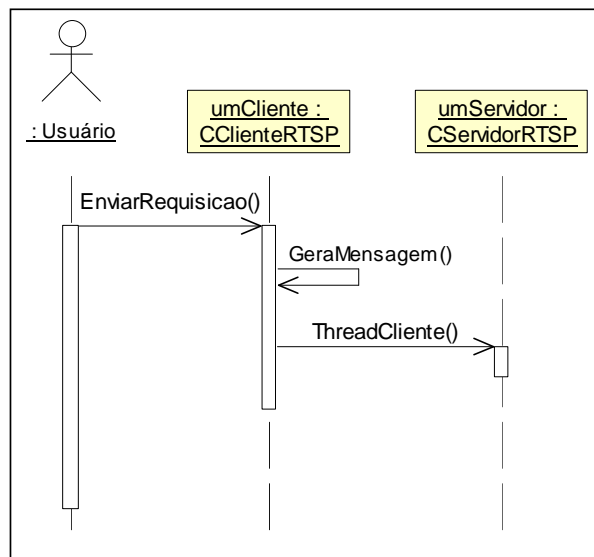 : Usuário
umCliente :
CClienteRTSP
umServidor :
CServidorRTSP
EnviarRequisicao()
GeraMensagem()
ThreadCliente()